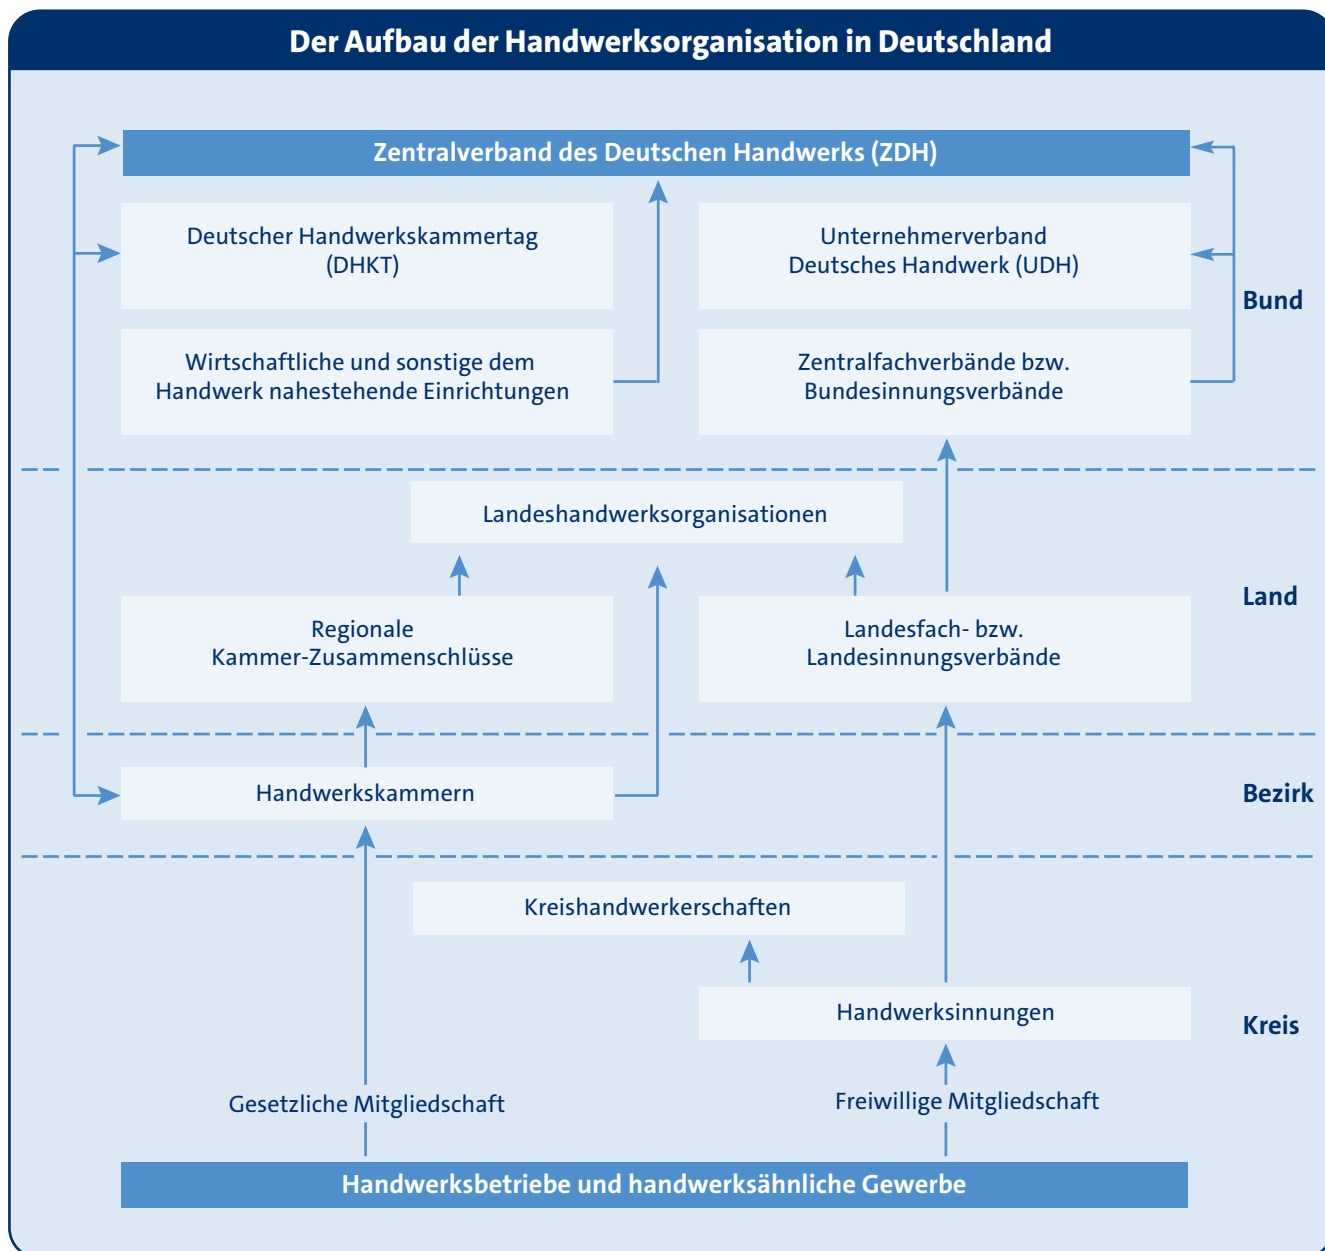 Der Aufbau der Handwerksorganisation in Deutschland
Zentralverband des Deutschen Handwerks (ZDH)
Deutscher Handwerkskammertag
(DHKT)
Unternehmerverband
Deutsches Handwerk (UDH)
Bund
Wirtschaftliche und sonstige dem
Handwerk nahestehende Einrichtungen
Zentralfachverbände bzw.
Bundesinnungsverbände
Landeshandwerksorganisationen
Land
Regionale
Kammer-Zusammenschlüsse
Landesfach- bzw.
Landesinnungsverbände
Handwerkskammern
Bezirk
Kreishandwerkerschaften
Handwerksinnungen
Kreis
Gesetzliche Mitgliedschaft
Freiwillige Mitgliedschaft
Handwerksbetriebe und handwerksähnliche Gewerbe